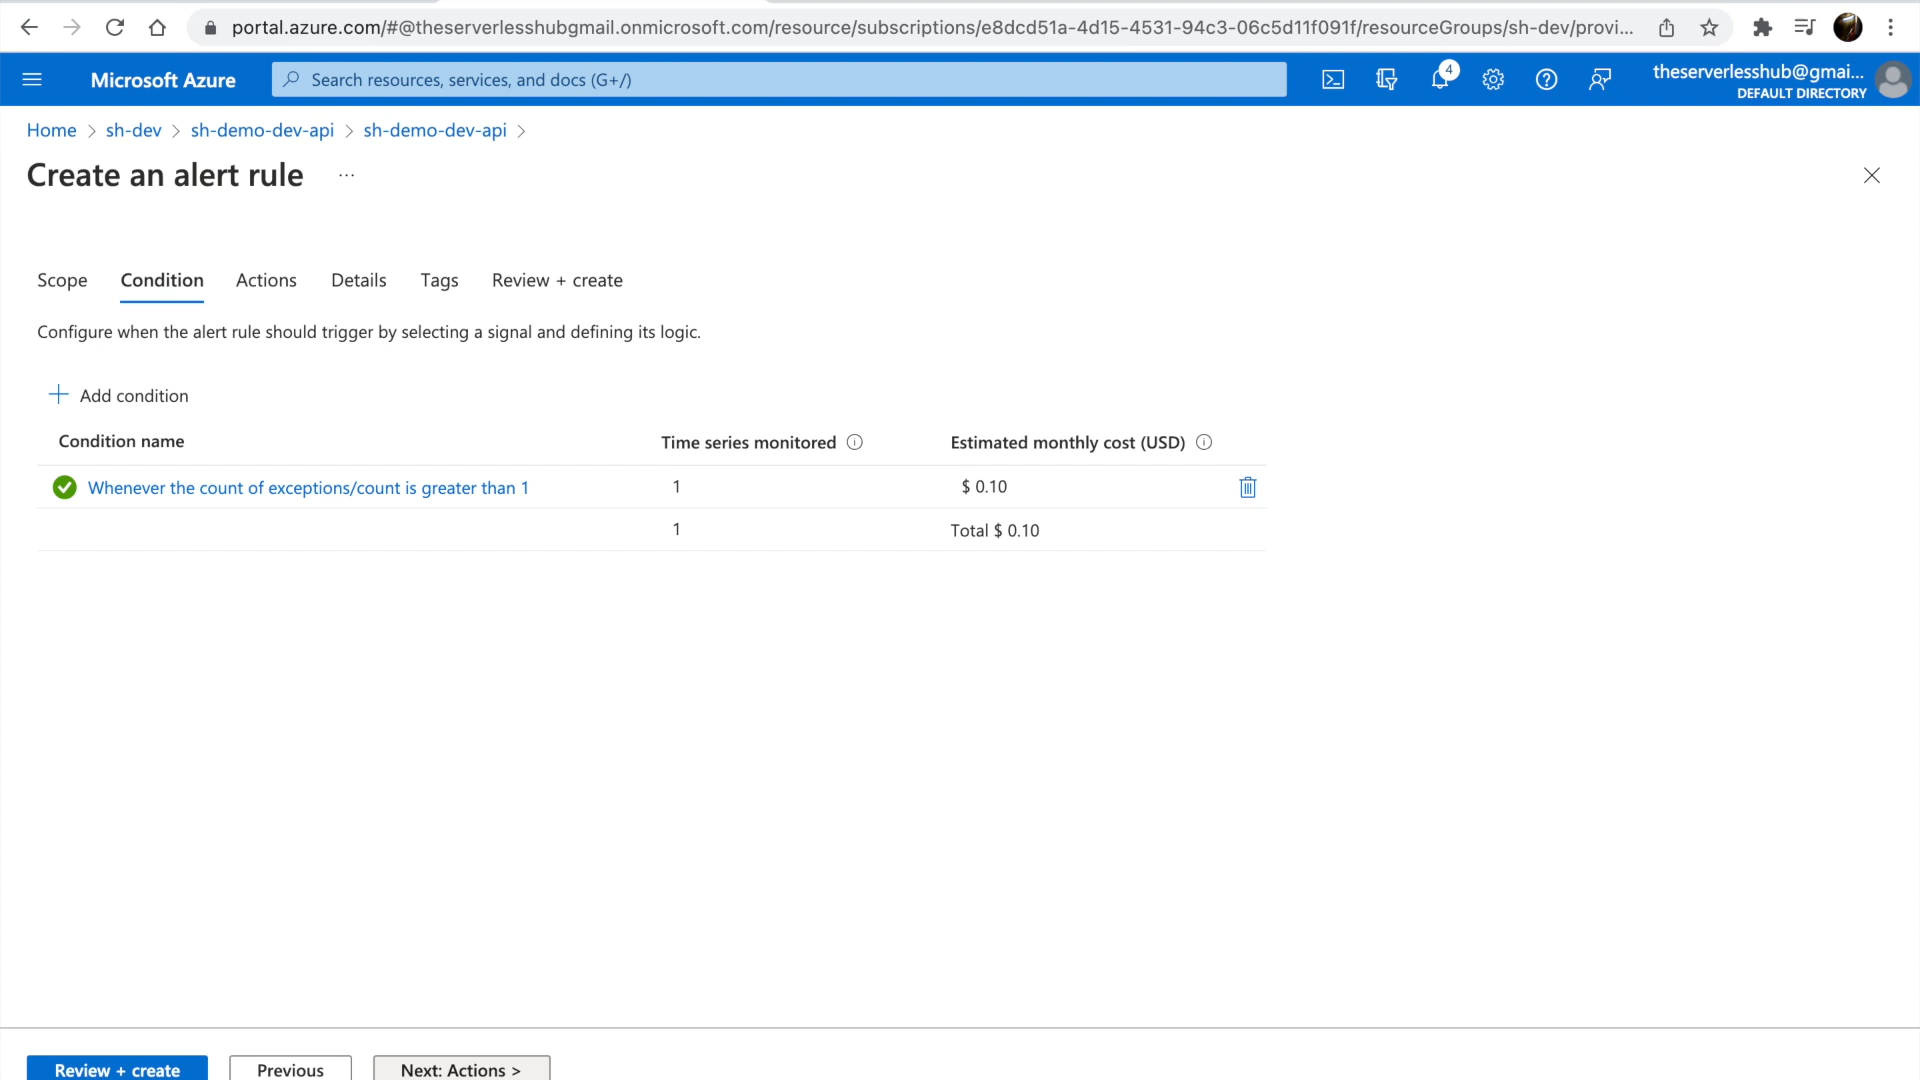 portal.azure.com/#@theserverlesshubgmail.onmicrosoft.com/resource/subscriptions/e8dcd51a-4d15-4531-94c3-06c5d11f091f/resourceGroups/sh-dev/provi...
Microsoft Azure
Search resources, services, and docs (G+/)
4
theserverlesshub@gmai...
DEFAULT DIRECTORY
Home > sh-dev > sh-demo-dev-api > sh-demo-dev-api >
Create an alert rule ...
Scope Condition Actions Details Tags Review + create
Configure when the alert rule should trigger by selecting a signal and defining its logic.
+ Add condition
Condition name Time series monitored Estimated monthly cost (USD)
Whenever the count of exceptions/count is greater than 1 1 $ 0.10
1 Total $ 0.10
Review + create Previous Next: Actions >